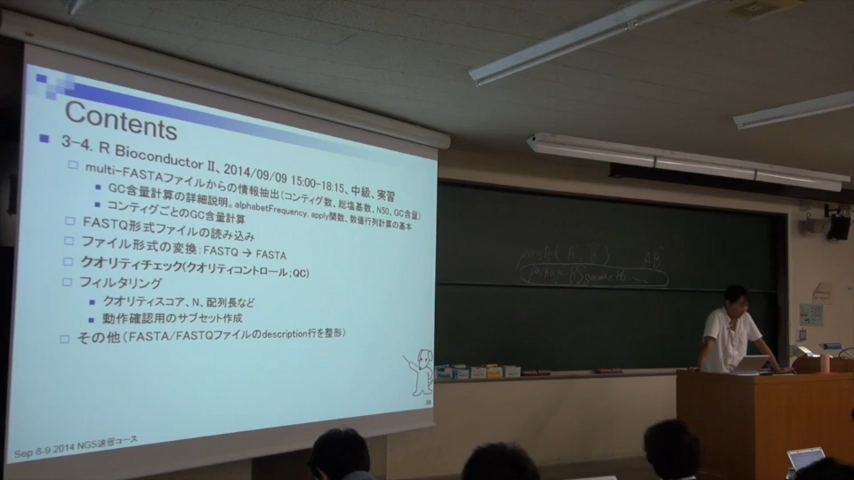 Contents
3-4. R Bioconductor II、2014/09/09 15:00-18:15、中級、実習
multi-FASTAファイルからの情報抽出(コンティグ数、総塩基数、N50、GC含量)
GC含量計算の詳細説明。alphabetFrequency, apply関数、数値行列計算の基本
コンティグごとのGC含量計算
FASTQ形式ファイルの読み込み
ファイル形式の変換：FASTQ → FASTA
クオリティチェック(クオリティコントロール；QC)
フィルタリング
クオリティスコア、N、配列長など
動作確認用のサブセット作成
その他(FASTA/FASTQファイルのdescription行を整形)
Sep 8-9 2014 NGS速習コース